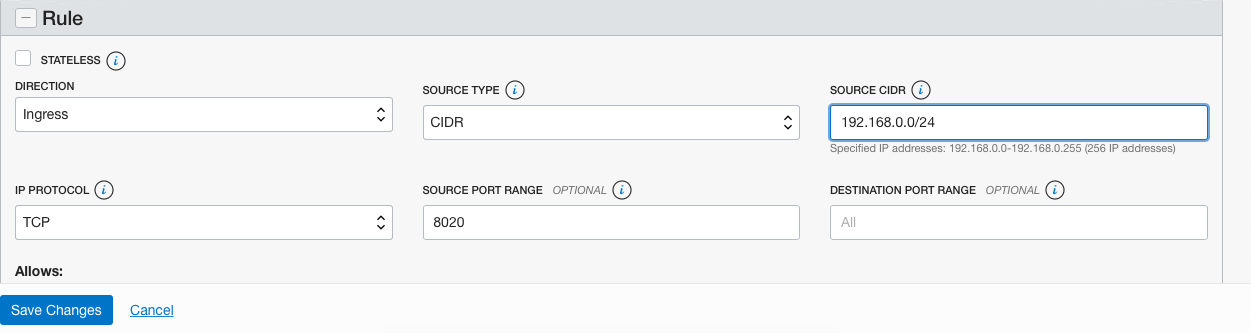 Rule
STATELESS i
DIRECTION
Ingress
SOURCE TYPE i
CIDR
SOURCE CIDR i
192.168.0.0/24
Specified IP addresses: 192.168.0.0-192.168.0.255 (256 IP addresses)
IP PROTOCOL i
TCP
SOURCE PORT RANGE OPTIONAL i
8020
DESTINATION PORT RANGE OPTIONAL i
All
Allows:
Save Changes Cancel